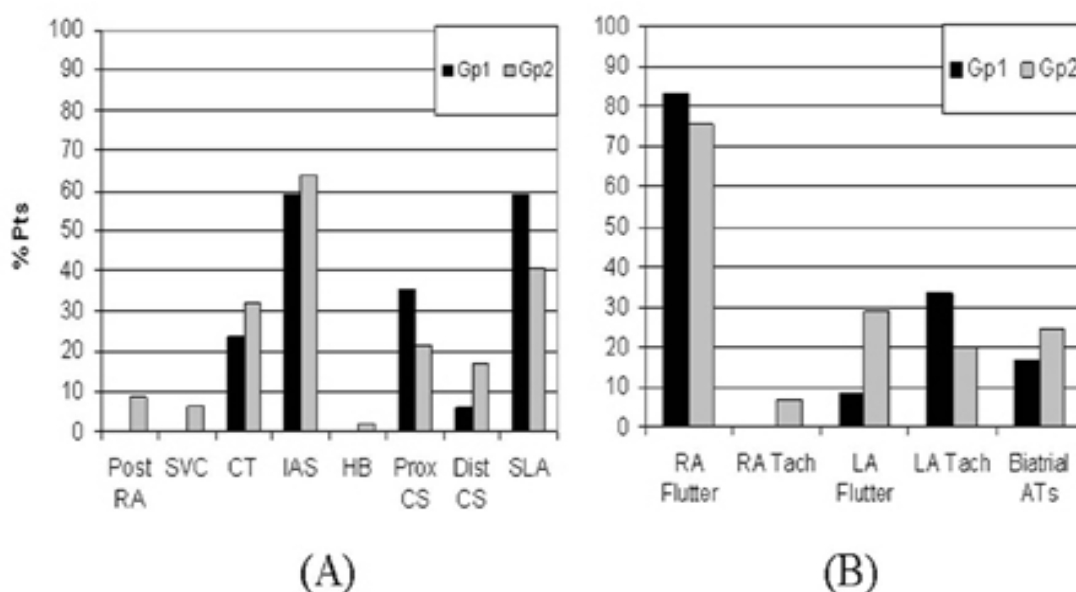 100
90
80
70
60
50
40
30
20
10
0
% Pts
Gp1 Gp2
Post SVC CT IAS HB Prox Dist SLA
RA CS CS
(A)
100
90
80
70
60
50
40
30
20
10
0
Gp1 Gp2
RA RA Tach LA LA Tach Biatrial
Flutter Flutter ATs
(B)